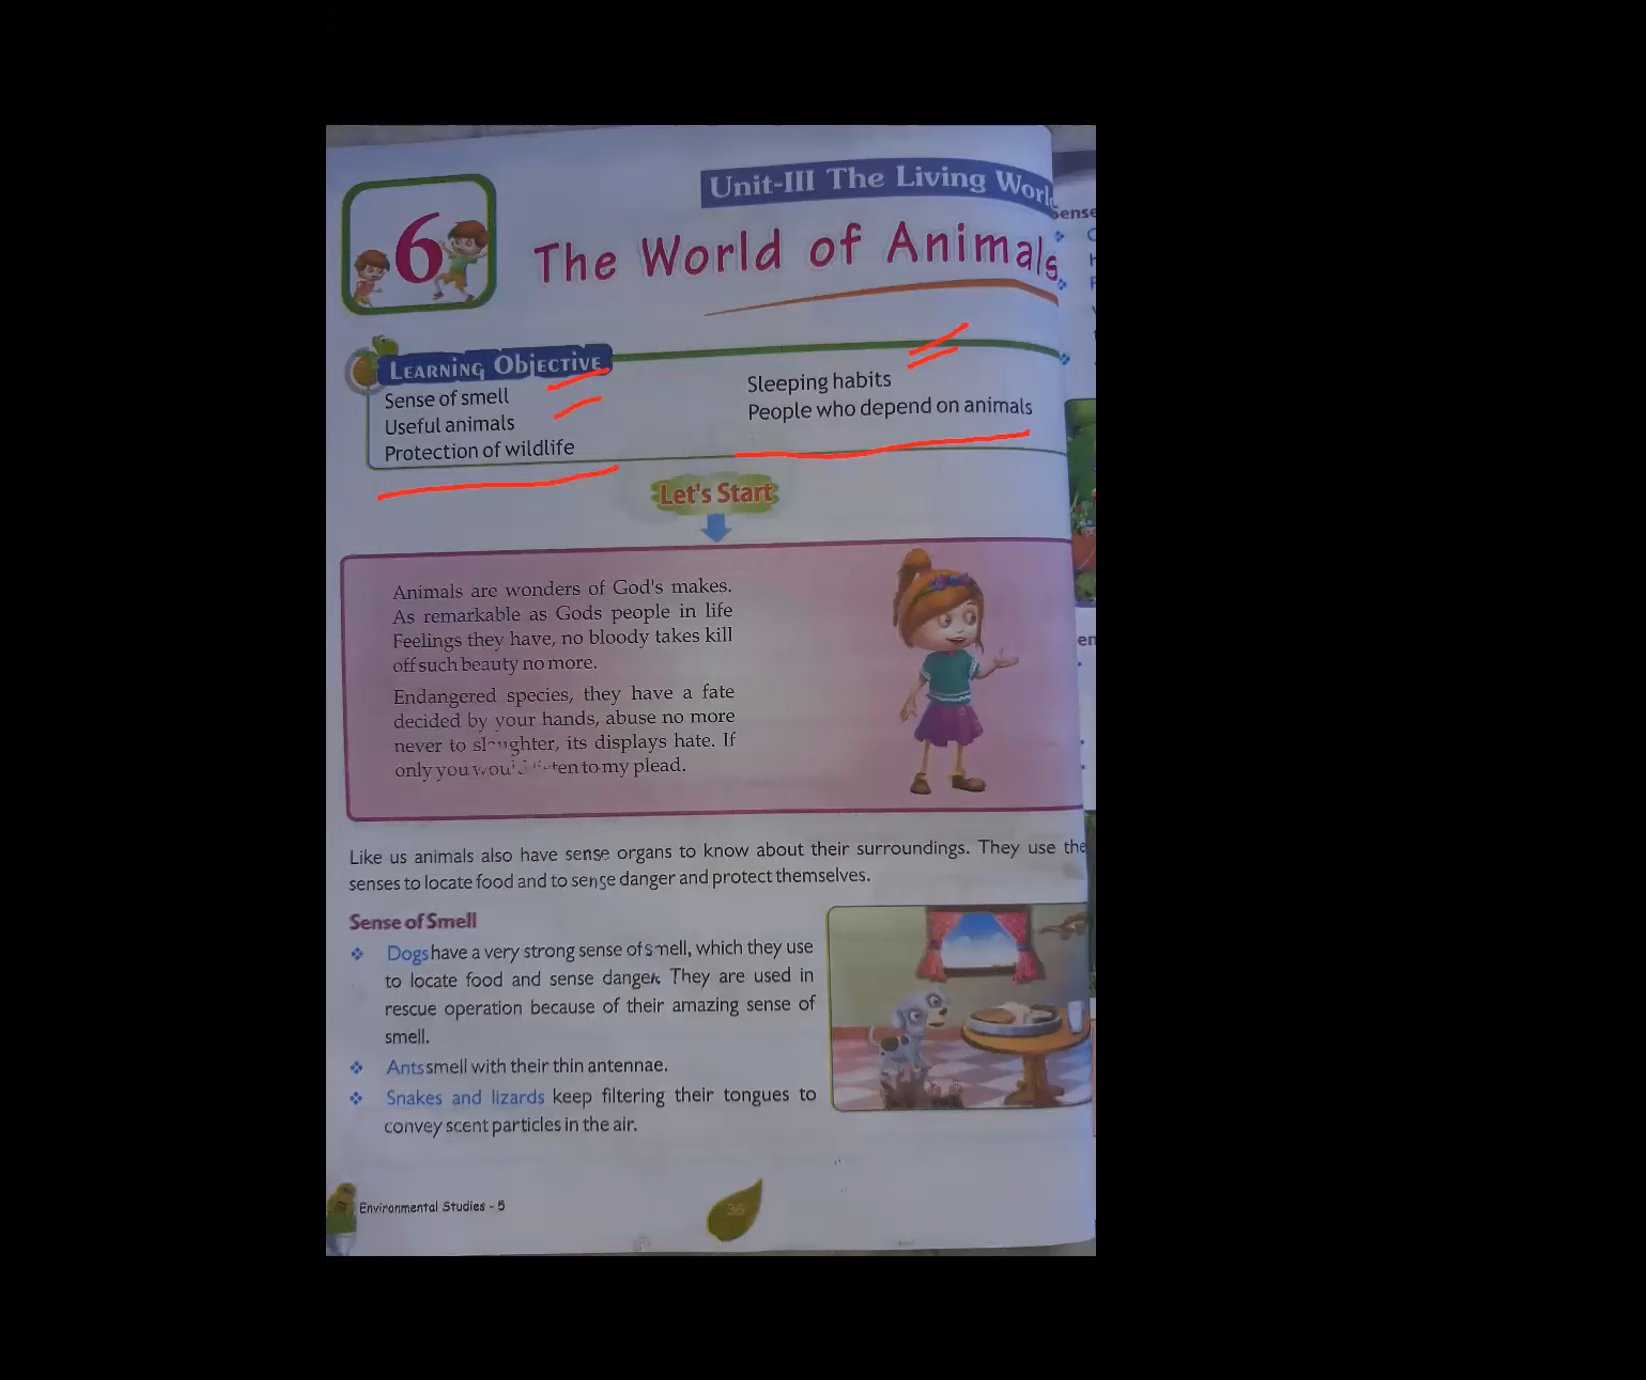 Unit-III The Living World
6
The World of Animals
Learning Objective
Sense of smell
Useful animals
Protection of wildlife
Sleeping habits
People who depend on animals
Let's Start
Animals are wonders of God's makes.
As remarkable as Gods people in life
Feelings they have, no bloody takes kill
off such beauty no more.
Endangered species, they have a fate
decided by your hands, abuse no more
never to slaughter, its displays hate. If
only you would listen to my plead.
Like us animals also have sense organs to know about their surroundings. They use the
senses to locate food and to sense danger and protect themselves.
Sense of Smell
❖ Dogs have a very strong sense of smell, which they use
to locate food and sense danger. They are used in
rescue operation because of their amazing sense of
smell.
❖ Ants smell with their thin antennae.
❖ Snakes and lizards keep filtering their tongues to
convey scent particles in the air.
Environmental Studies - 5
36